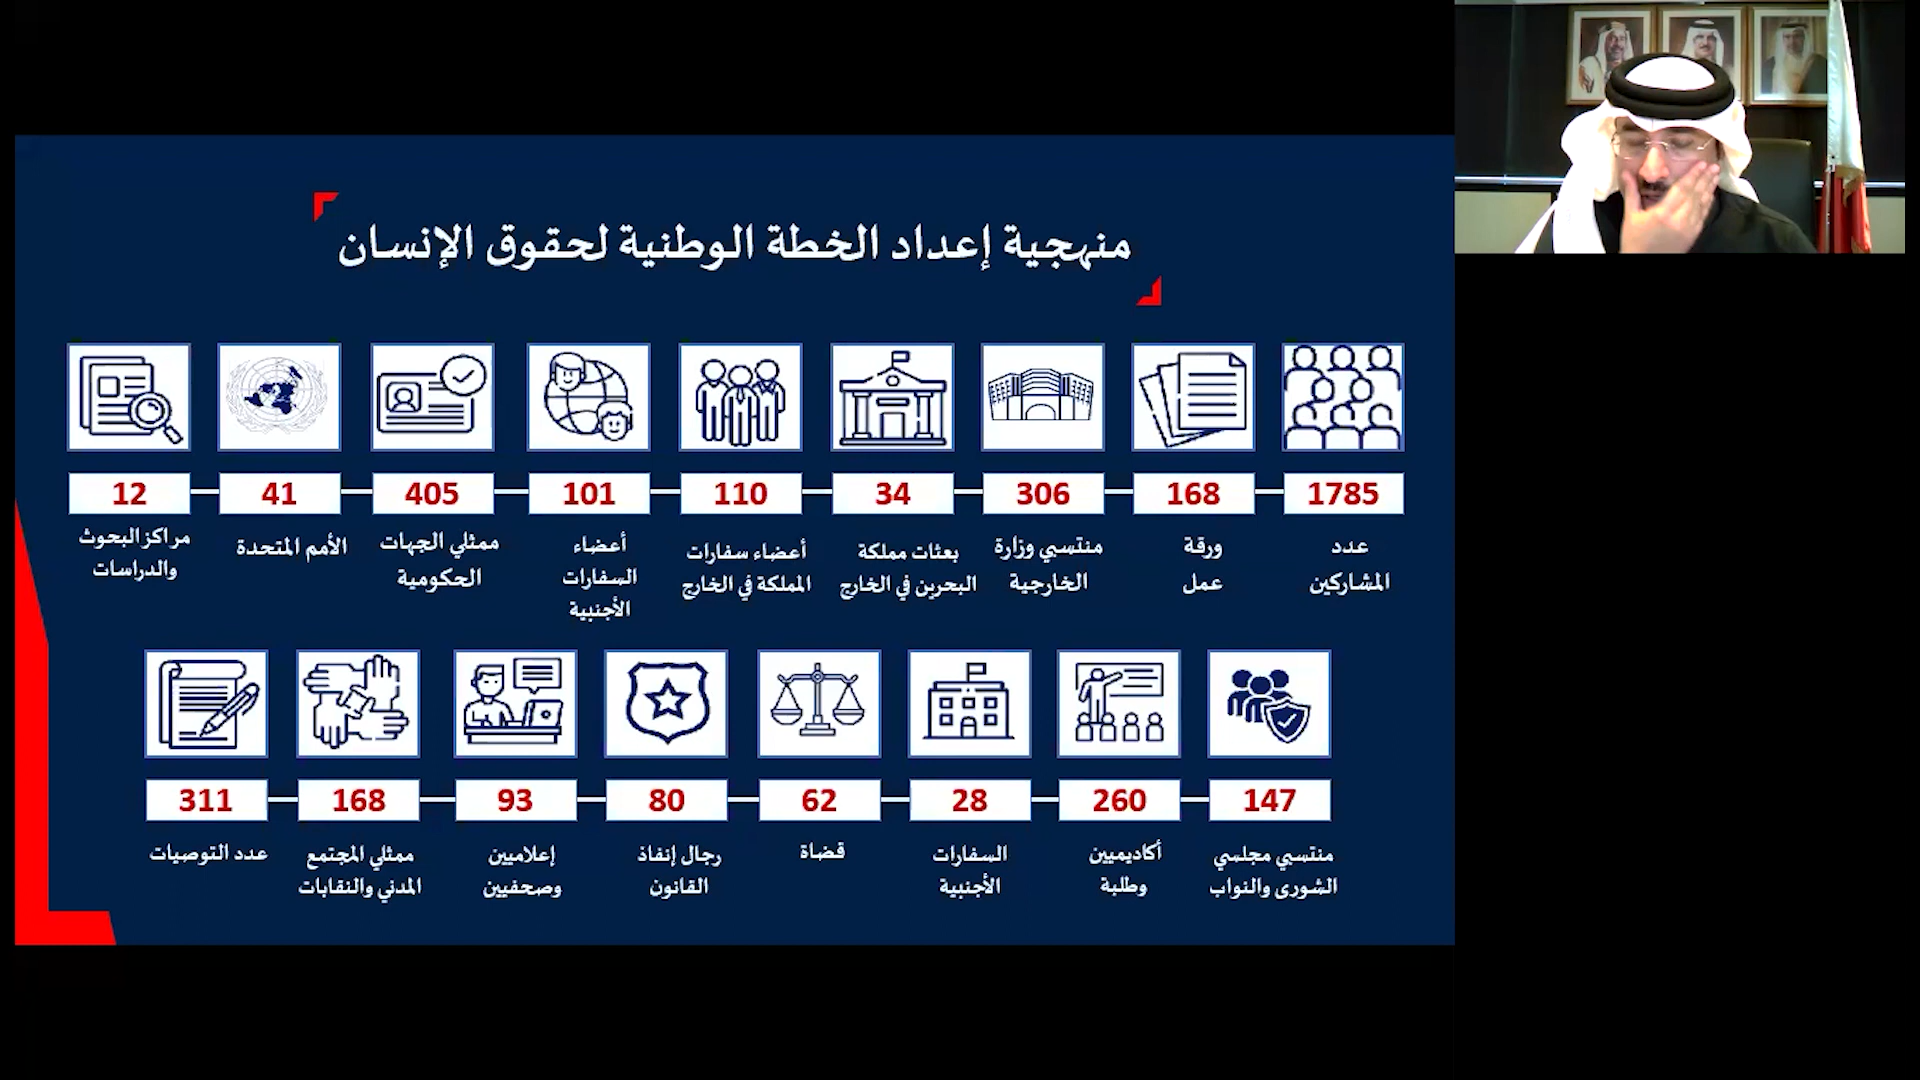 منهجية إعداد الخطة الوطنية لحقوق الإنسان
1785
عدد
المشاركين
168
ورقة
عمل
306
منتسبي وزارة
الخارجية
34
بعثات مملكة
البحرين في الخارج
110
أعضاء سفارات
المملكة في الخارج
101
أعضاء
السفارات
الأجنبية
405
ممثلي الجهات
الحكومية
41
الأمم المتحدة
12
مراكز البحوث
والدراسات
147
منتسبي مجلسي
الشورى والنواب
260
أكاديميين
وطلبة
28
السفارات
الأجنبية
62
قضاة
80
رجال إنفاذ
القانون
93
إعلاميين
وصحفيين
168
ممثلي المجتمع
المدني والنقابات
311
عدد التوصيات